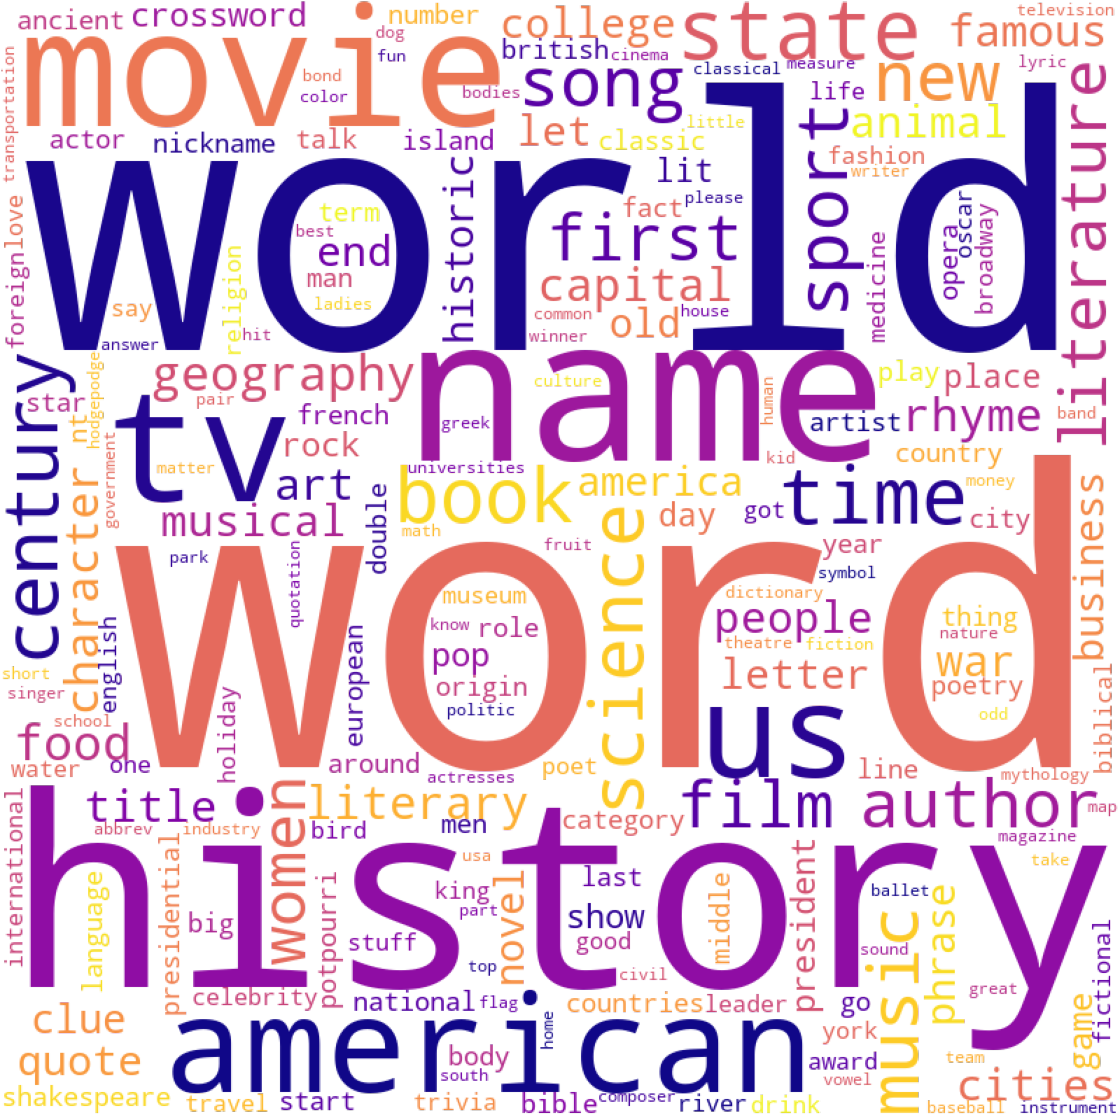 ancient
crossword
number
college
state
famous
television
movie
dog
fun
british
cinema
classical
measure
lyric
transportation
bond
color
bodies
song
life
new
literature
actor
nickname
talk
island
let
classic
little
sport
animal
world
historic
lit
please
fashion
writer
term
best
end
man
ladies
fact
first
capital
opera
oscar
broadway
medicine
foreign
love
say
religion
hit
answer
common
winner
house
old
century
hodgepodge
geography
name
culture
human
play
place
star
nt
pair
french
greek
artist
rhyme
band
tv
rock
matter
government
universities
kid
country
character
art
book
america
time
money
musical
double
math
science
day
got
city
business
park
quotation
fruit
year
symbol
word
museum
dictionary
know
role
people
thing
nature
theatre
fiction
english
european
pop
war
short
singer
origin
letter
poetry
politic
odd
biblical
school
food
holiday
us
water
one
around
actresses
poet
line
mythology
international
title
women
literary
film
author
map
abbrev
industry
bird
men
category
magazine
history
presidential
usa
take
language
potpourri
king
novel
last
middle
president
ballet
phrase
big
part
show
music
stuff
good
sound
fictional
top
civil
celebrity
national
flag
countries
leader
go
great
game
clue
american
home
york
quote
body
award
team
south
vowel
cities
shakespeare
travel
start
trivia
bible
composer
river
drink
baseball
instrument